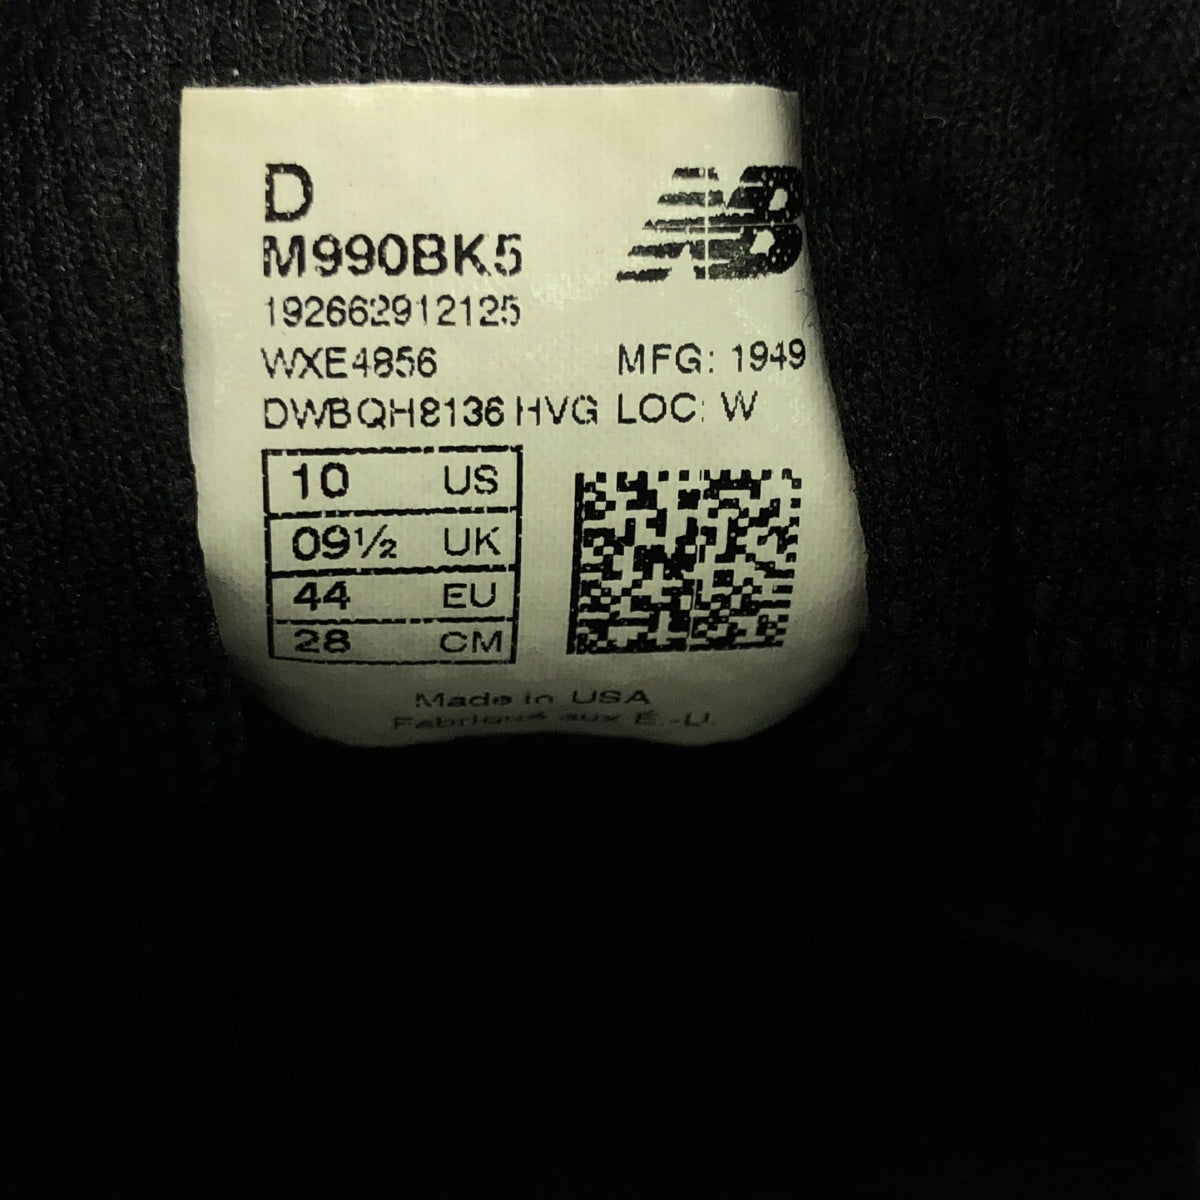 D
M990BK5
NB
192662912125
WXE4856 MFG: 1949
DWBQH8136 HVG LOC: W
10 US
09½ UK
44 EU
28 CM
Made in USA
Fabriqué aux É.-U.